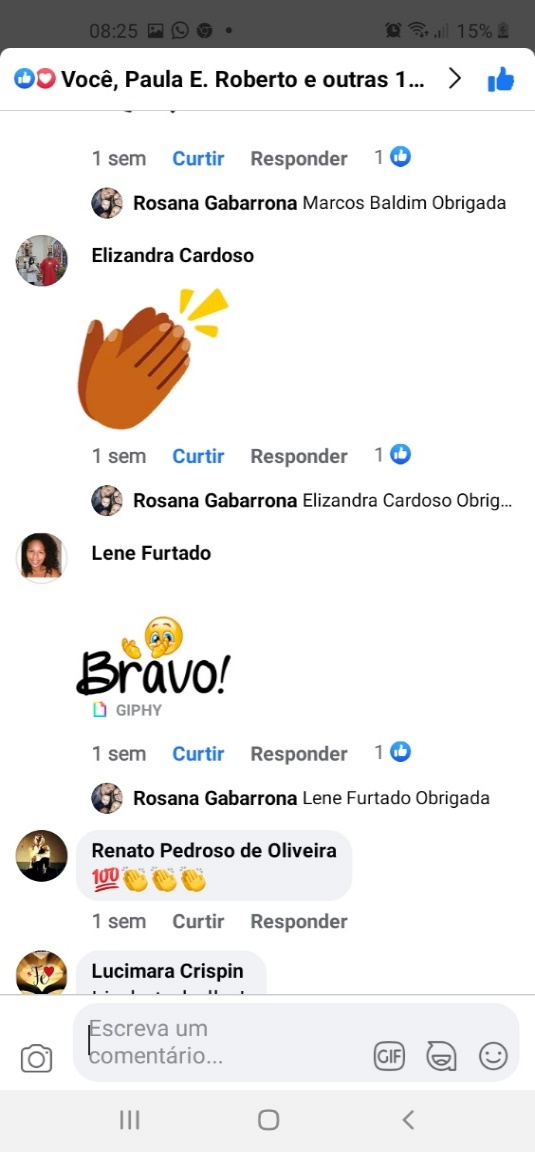 08:25
15%
Você, Paula E. Roberto e outras 1...
1 sem Curtir Responder 1
Rosana Gabarrona Marcos Baldim Obrigada
Elizandra Cardoso
1 sem Curtir Responder 1
Rosana Gabarrona Elizandra Cardoso Obrig...
Lene Furtado
Bravo!
GIPHY
1 sem Curtir Responder 1
Rosana Gabarrona Lene Furtado Obrigada
Renato Pedroso de Oliveira
💯👏👏👏
1 sem Curtir Responder
Fé
Lucimara Crispin
Escreva um
comentário...
GIF